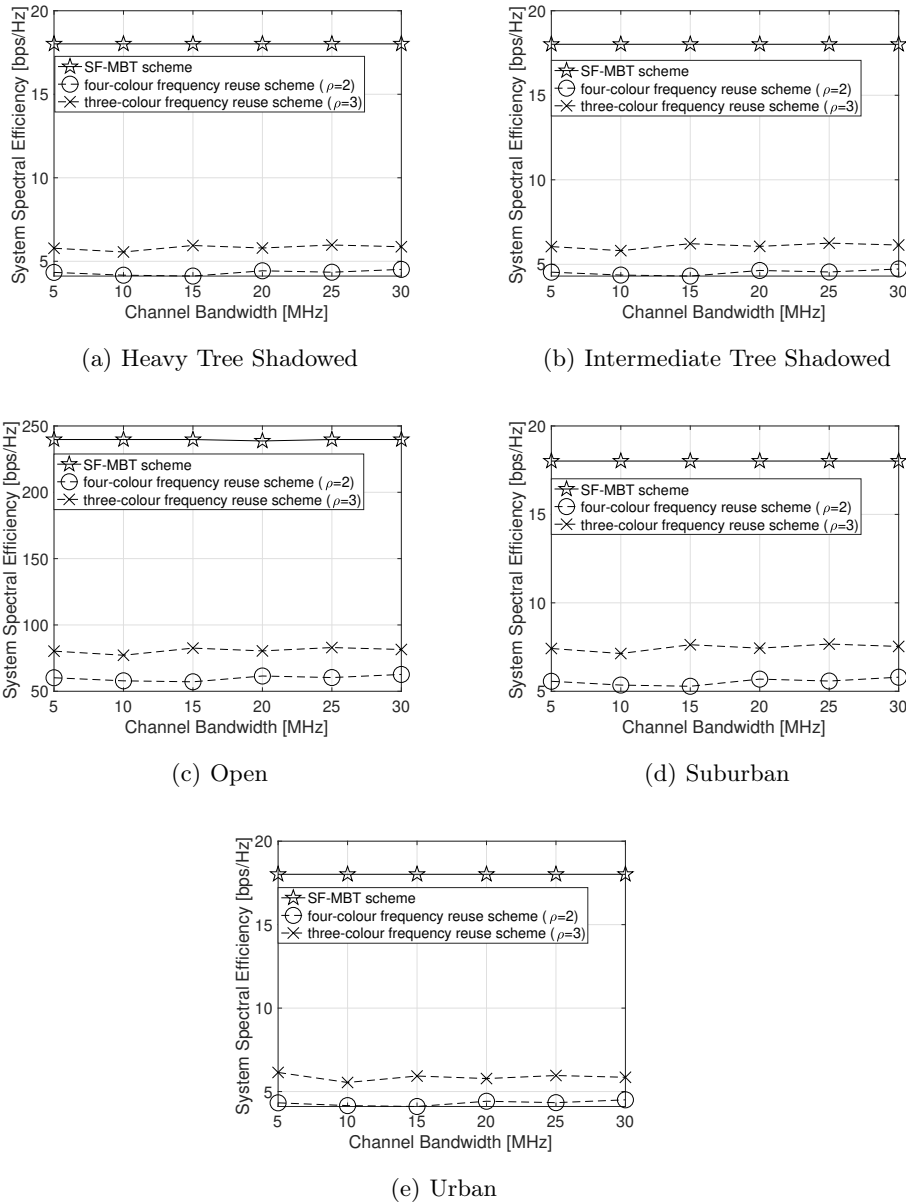 20
15
10
5
System Spectral Efficiency [bps/Hz]
SF-MBT scheme
four-colour frequency reuse scheme (ρ=2)
three-colour frequency reuse scheme (ρ=3)
5 10 15 20 25 30
Channel Bandwidth [MHz]
(a) Heavy Tree Shadowed
20
15
10
5
System Spectral Efficiency [bps/Hz]
SF-MBT scheme
four-colour frequency reuse scheme (ρ=2)
three-colour frequency reuse scheme (ρ=3)
5 10 15 20 25 30
Channel Bandwidth [MHz]
(b) Intermediate Tree Shadowed
250
200
150
100
50
System Spectral Efficiency [bps/Hz]
SF-MBT scheme
four-colour frequency reuse scheme (ρ=2)
three-colour frequency reuse scheme (ρ=3)
5 10 15 20 25 30
Channel Bandwidth [MHz]
(c) Open
20
15
10
5
System Spectral Efficiency [bps/Hz]
SF-MBT scheme
four-colour frequency reuse scheme (ρ=2)
three-colour frequency reuse scheme (ρ=3)
5 10 15 20 25 30
Channel Bandwidth [MHz]
(d) Suburban
20
15
10
5
System Spectral Efficiency [bps/Hz]
SF-MBT scheme
four-colour frequency reuse scheme (ρ=2)
three-colour frequency reuse scheme (ρ=3)
5 10 15 20 25 30
Channel Bandwidth [MHz]
(e) Urban